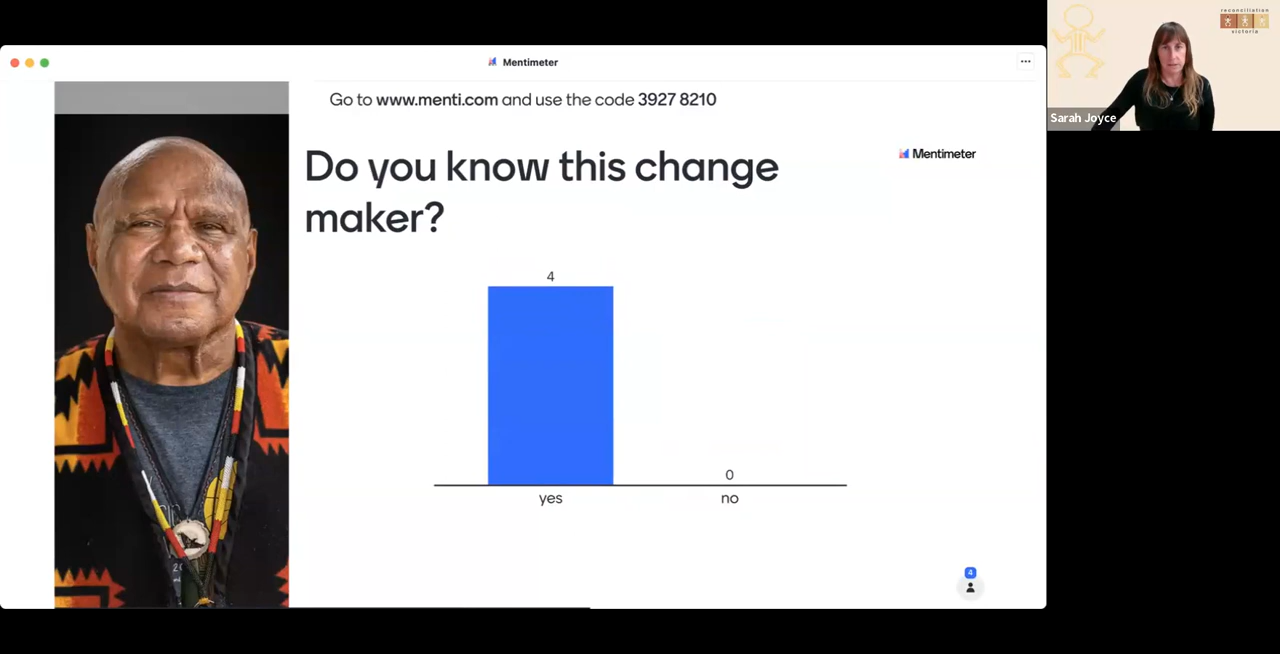 Mentimeter
Go to www.menti.com and use the code 3927 8210
Do you know this change
maker?
Mentimeter
4
0
yes
no
4
reconciliation
victoria
Sarah Joyce